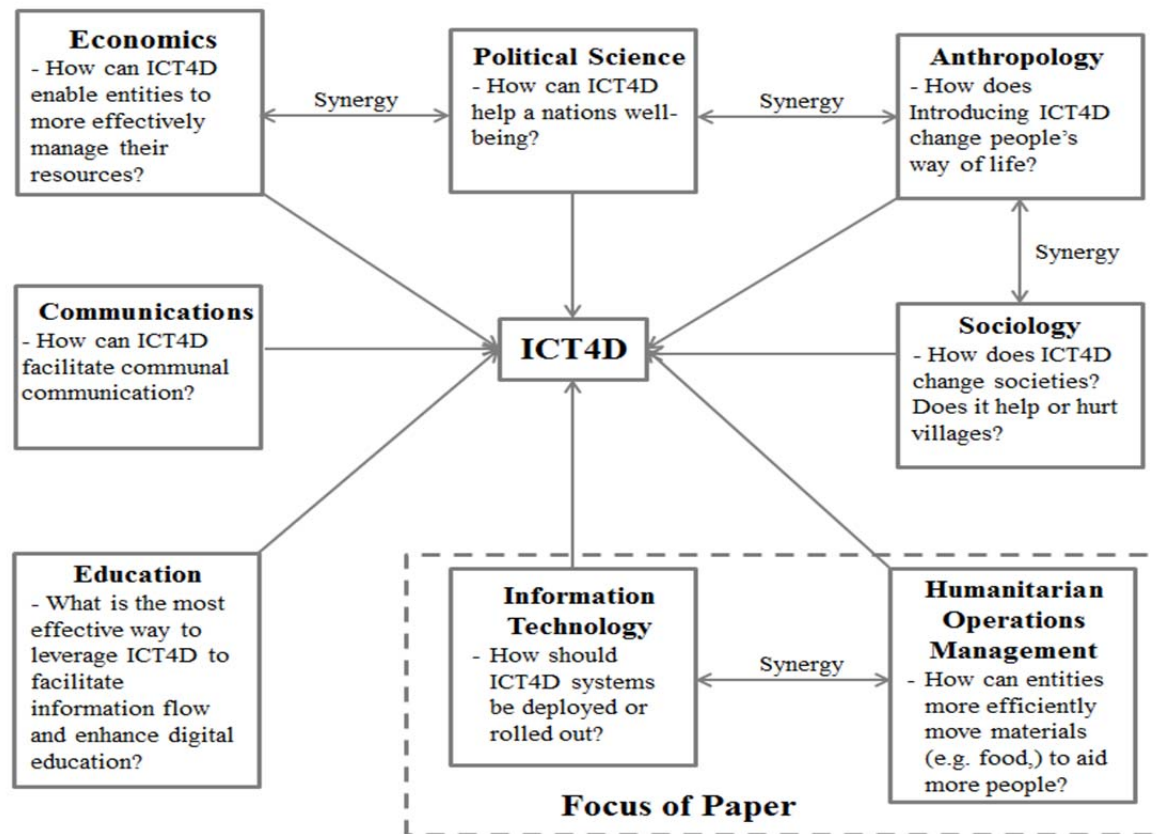 Economics
- How can ICT4D
enable entities to
more effectively
manage their
resources?
Synergy
Political Science
- How can ICT4D
help a nations well-
being?
Synergy
Anthropology
- How does
Introducing ICT4D
change people's
way of life?
Synergy
Communications
- How can ICT4D
facilitate communal
communication?
ICT4D
Sociology
- How does ICT4D
change societies?
Does it help or hurt
villages?
Education
- What is the most
effective way to
leverage ICT4D to
facilitate
information flow
and enhance digital
education?
Information
Technology
- How should
ICT4D systems
be deployed or
rolled out?
Synergy
Humanitarian
Operations
Management
- How can entities
more efficiently
move materials
(e.g. food,) to aid
more people?
Focus of Paper